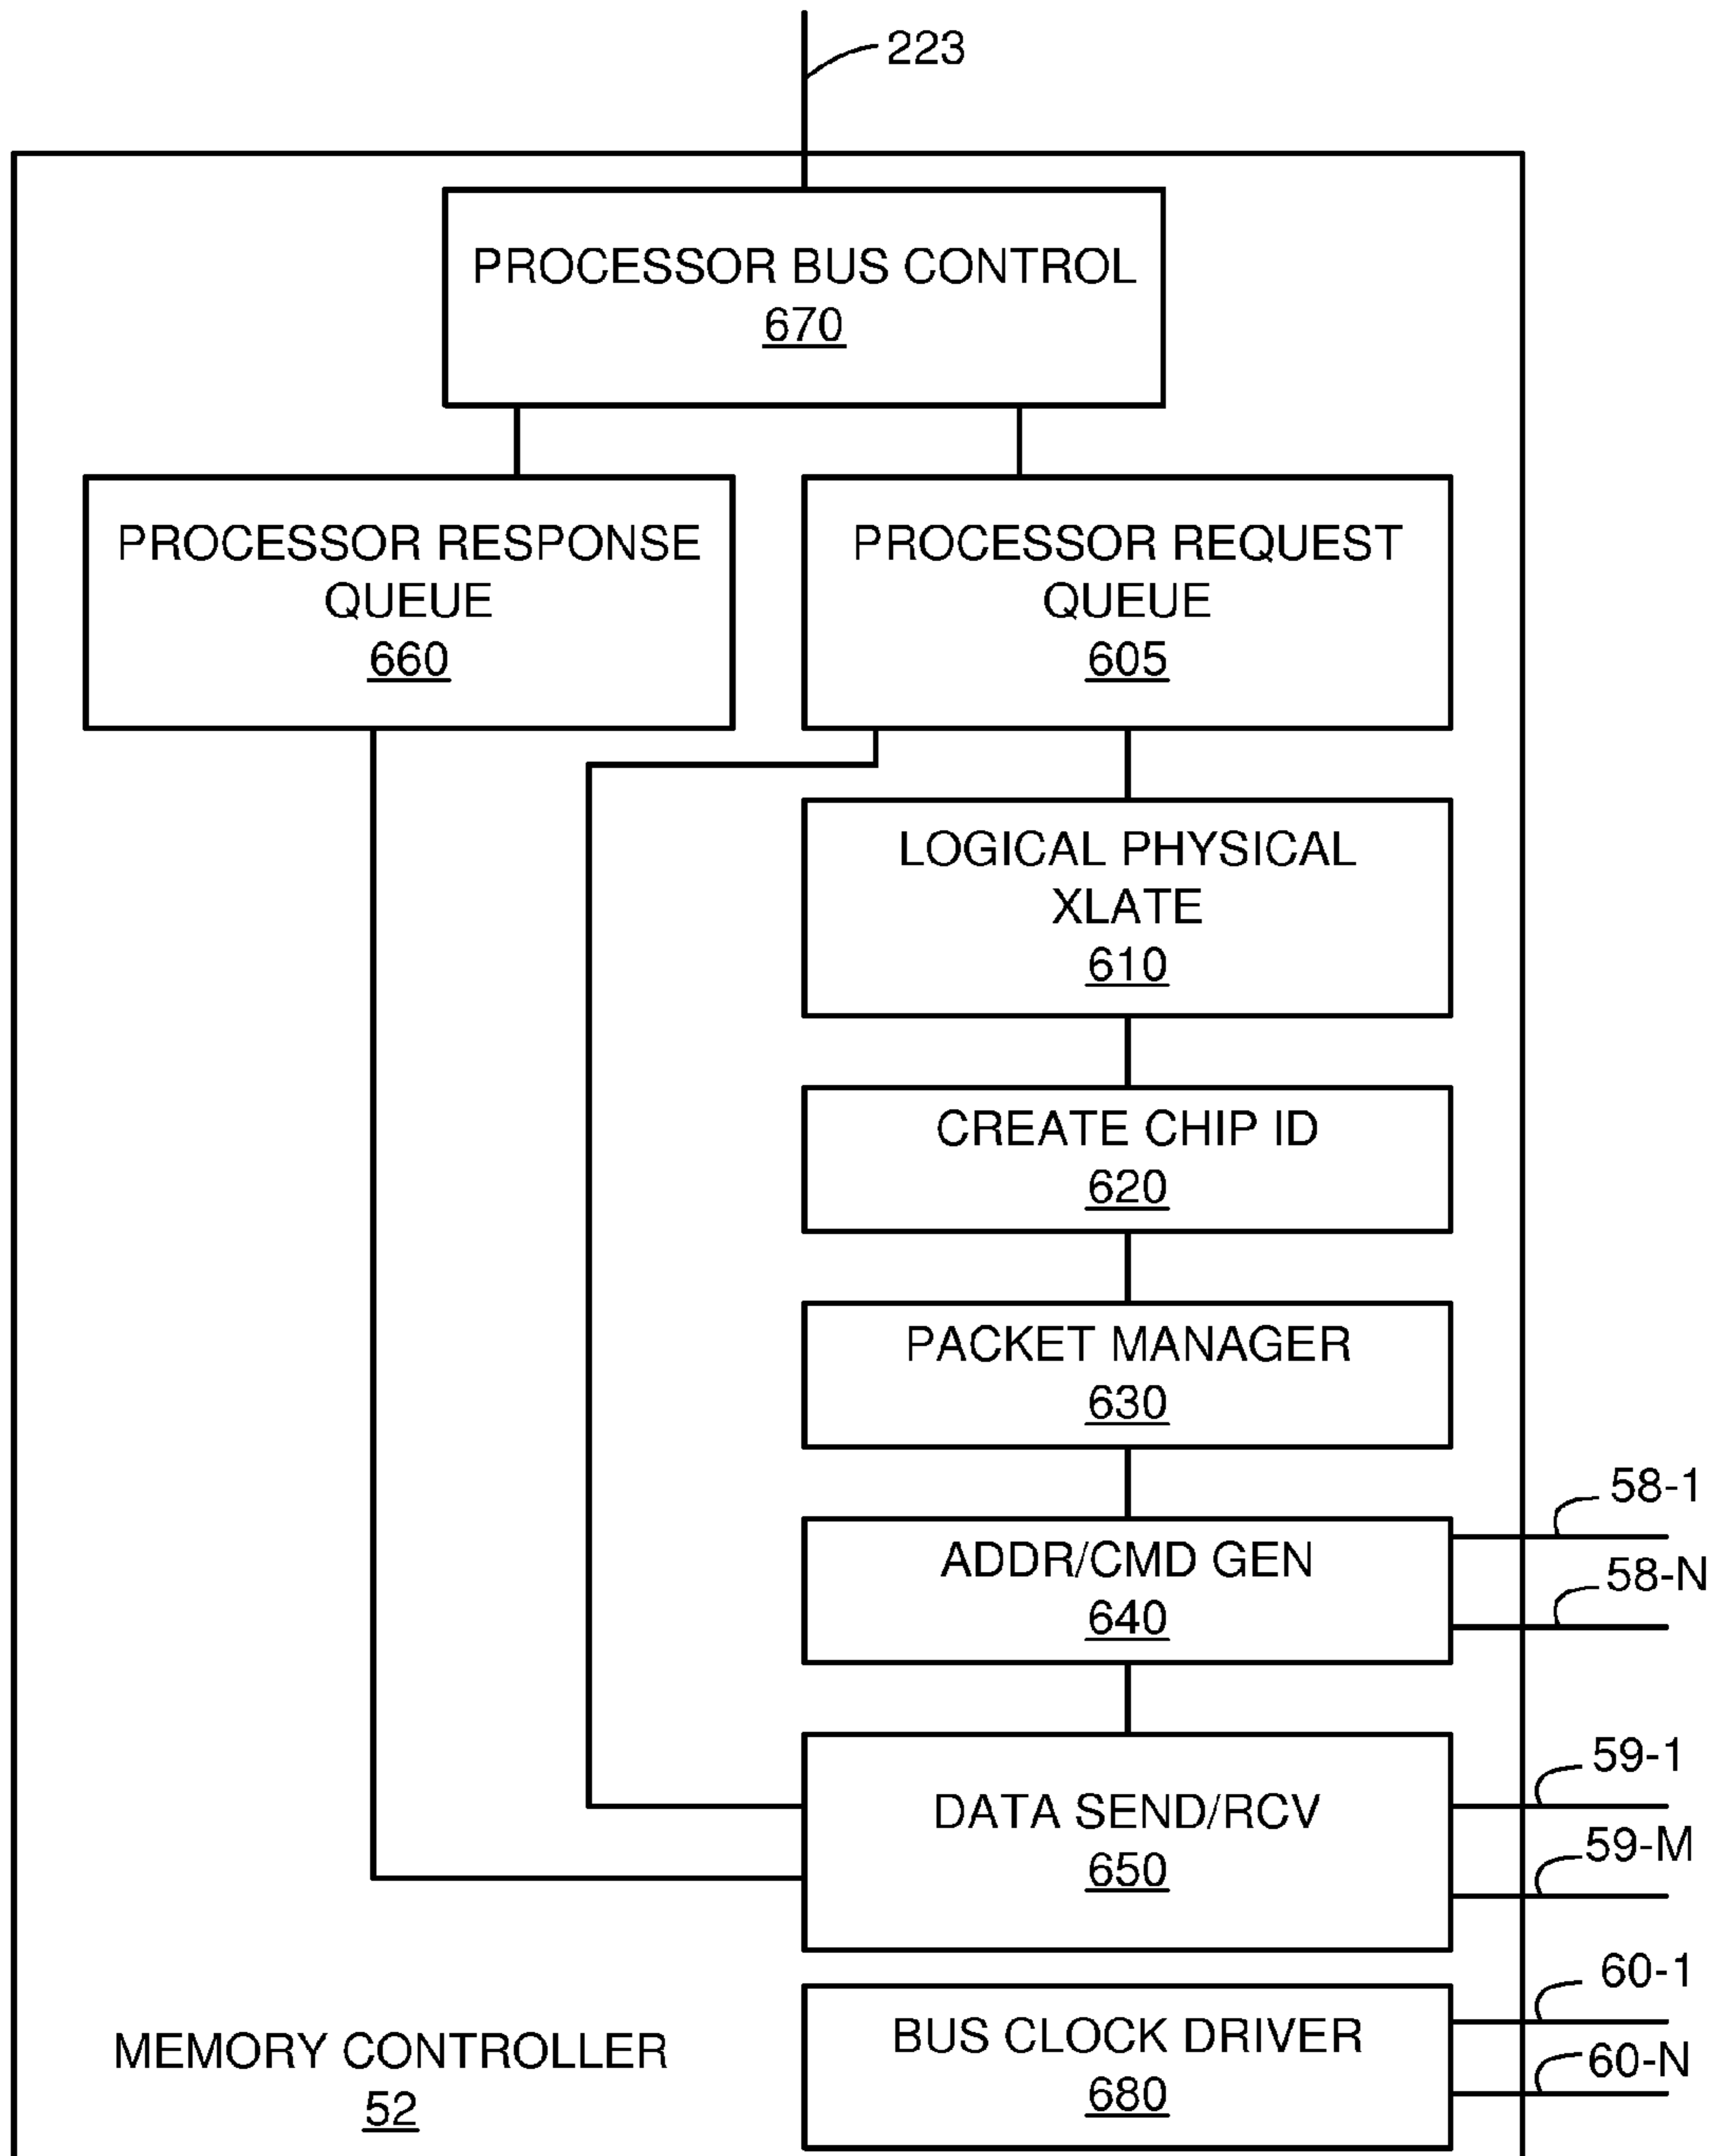 223
PROCESSOR BUS CONTROL
670
PROCESSOR RESPONSE
QUEUE
660
PROCESSOR REQUEST
QUEUE
605
LOGICAL PHYSICAL
XLATE
610
CREATE CHIP ID
620
PACKET MANAGER
630
58-1
ADDR/CMD GEN
640
58-N
59-1
DATA SEND/RCV
650
59-M
60-1
BUS CLOCK DRIVER
680
60-N
MEMORY CONTROLLER
52